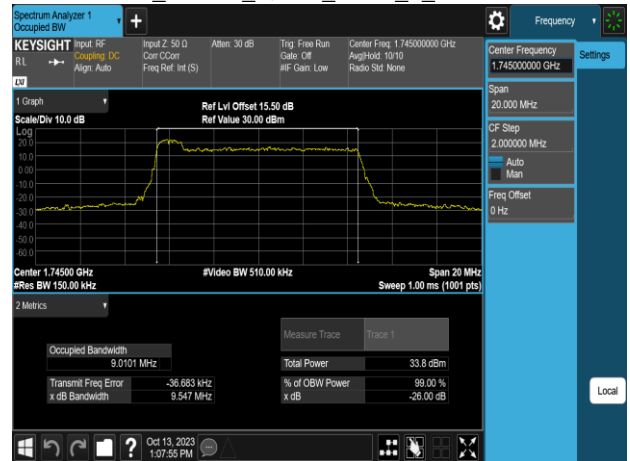 Spectrum Analyzer 1
Occupied BW
Frequency
KEYSIGHT
RL
Input: RF
Coupling: DC
Align: Auto
Input Z: 50 Ω
Corr CCorr
Freq Ref: Int (S)
Atten: 30 dB
Trig: Free Run
Gate: Off
#IF Gain: Low
Center Freq: 1.745000000 GHz
Avg|Hold: 10/10
Radio Std: None
LXI
1 Graph
Scale/Div 10.0 dB
Ref Lvl Offset 15.50 dB
Ref Value 30.00 dBm
Log
20.0
10.0
0.00
-10.0
-20.0
-30.0
-40.0
-50.0
-60.0
Center 1.74500 GHz
#Res BW 150.00 kHz
#Video BW 510.00 kHz
Span 20 MHz
Sweep 1.00 ms (1001 pts)
2 Metrics
Measure Trace
Trace 1
Occupied Bandwidth
9.0101 MHz
Total Power
33.8 dBm
Transmit Freq Error
-36.683 kHz
% of OBW Power
99.00 %
x dB Bandwidth
9.547 MHz
x dB
-26.00 dB
Center Frequency
1.745000000 GHz
Settings
Span
20.000 MHz
CF Step
2.000000 MHz
Auto
Man
Freq Offset
0 Hz
Local
?
Oct 13, 2023
1:07:55 PM